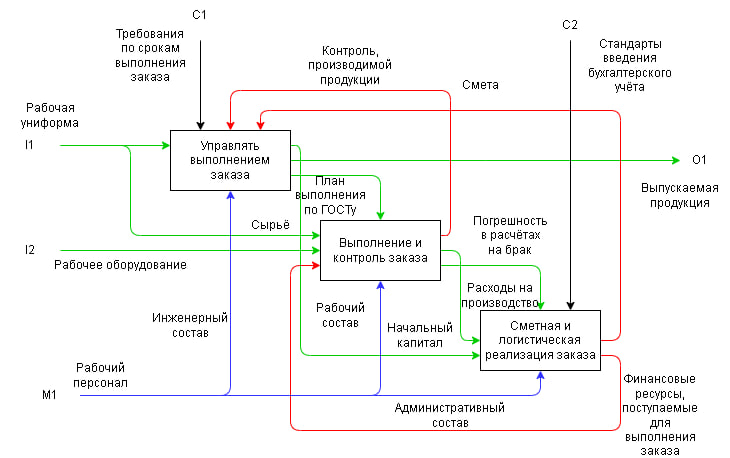 C1
Требования
по срокам
выполнения
заказа
Контроль,
производимой
продукции
Смета
C2
Стандарты
введения
бухгалтерского
учёта
Рабочая
униформа
I1
Управлять
выполнением
заказа
O1
Выпускаемая
продукция
План
выполнения
по ГОСТу
Сырьё
I2
Рабочее оборудование
Выполнение и
контроль заказа
Погрешность
в расчётах
на брак
Расходы на
производство
Инженерный
состав
Рабочий
состав
Начальный
капитал
Сметная и
логистическая
реализация заказа
M1
Рабочий
персонал
Административный
состав
Финансовые
ресурсы,
поступаемые
для
выполнения
заказа